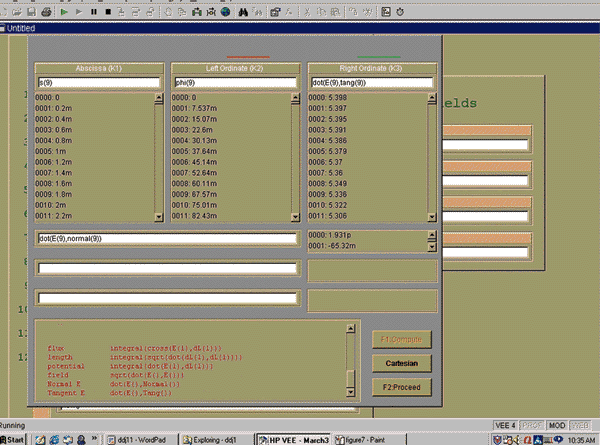 Untitled
Abscissa (K1)
Left Ordinate (K2)
Right Ordinate (K3)
s(9)
phi(9)
dot(E(9),tang(9))
0000: 0
0001: 0.2m
0002: 0.4m
0003: 0.6m
0004: 0.8m
0005: 1m
0006: 1.2m
0007: 1.4m
0008: 1.6m
0009: 1.8m
0010: 2m
0011: 2.2m
0000: 0
0001: 7.537m
0002: 15.07m
0003: 22.6m
0004: 30.13m
0005: 37.64m
0006: 45.14m
0007: 52.64m
0008: 60.11m
0009: 67.57m
0010: 75.01m
0011: 82.43m
0000: 5.398
0001: 5.397
0002: 5.395
0003: 5.391
0004: 5.386
0005: 5.379
0006: 5.37
0007: 5.36
0008: 5.349
0009: 5.336
0010: 5.322
0011: 5.306
elds
dot(E(9),normal(9))
0000: 1.931p
0001: -65.32m
flux integral(cross(E(1),dL(1)))
length integral(sqrt(dot(dL(1),dL(1))))
potential integral(dot(E(1),dL(1)))
field sqrt(dot(E(),E()))
Normal E dot(E(),Normal())
Tangent E dot(E(),Tang())
F1:Compute
Cartesian
F2:Proceed
Running
VEE 4
PROF
MOD
WEB
Start
ddj11 - WordPad
Exploring - ddj1
HP VEE - March3
figure7 - Paint
10:35 AM